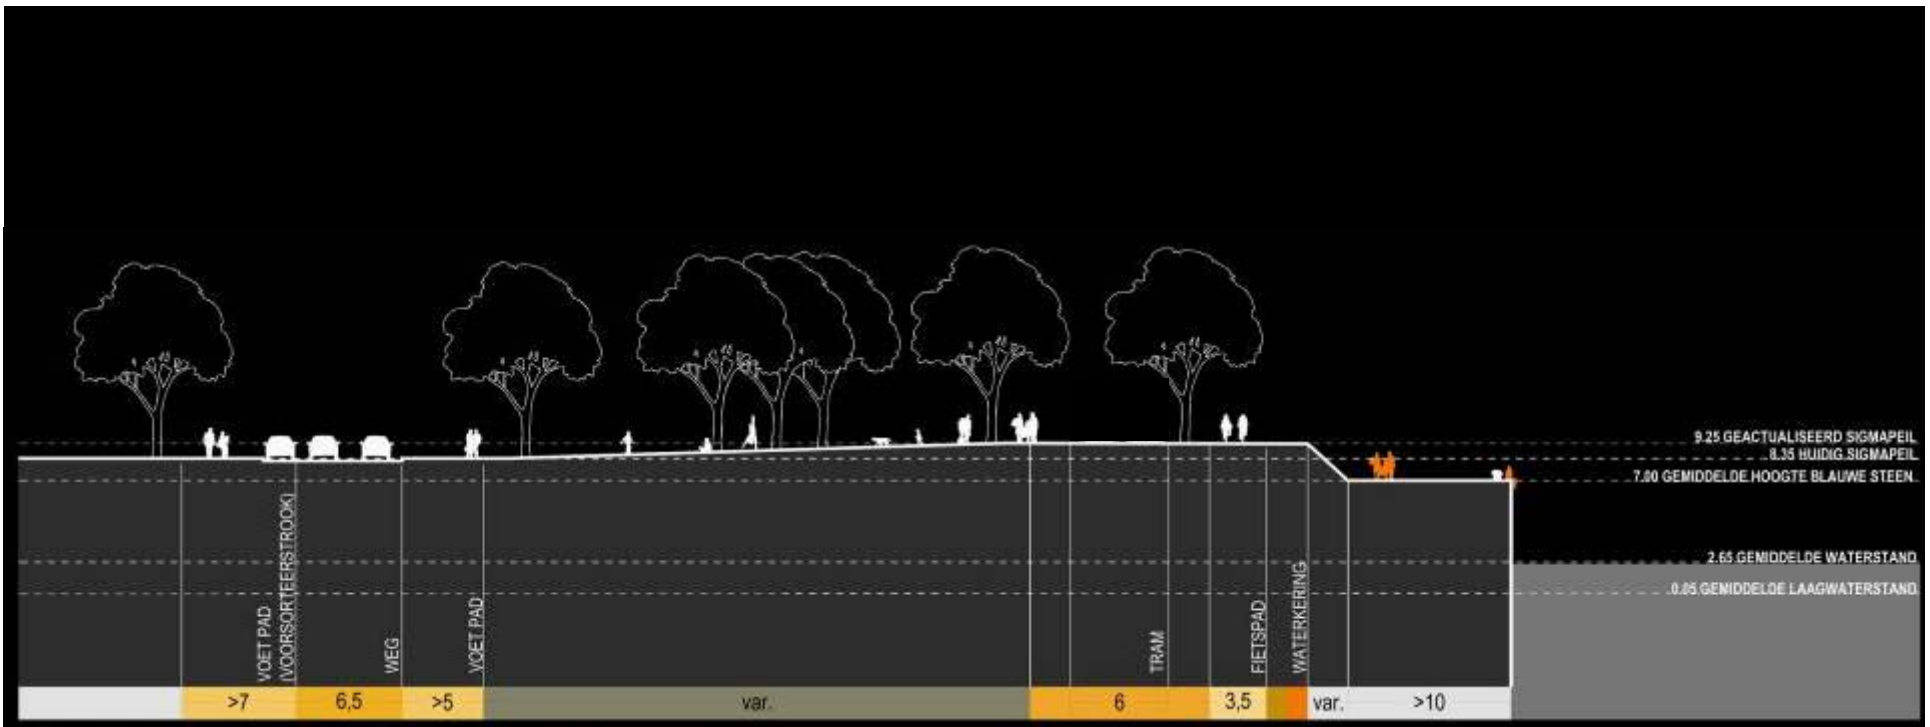 9.25 GEACTUALISEERD SIGMAPEIL
8.35 HUIDIG SIGMAPEIL
7.00 GEMIDDELDE HOOGTE BLAUWE STEEN
2.65 GEMIDDELDE WATERSTAND
0.05 GEMIDDELDE LAAGWATERSTAND
VOET PAD
(VOORSORTEERSTROOK)
WEG
VOET PAD
TRAM
FIETSPAD
WATERKERING
>7 6,5 >5 var. 6 3,5 var. >10